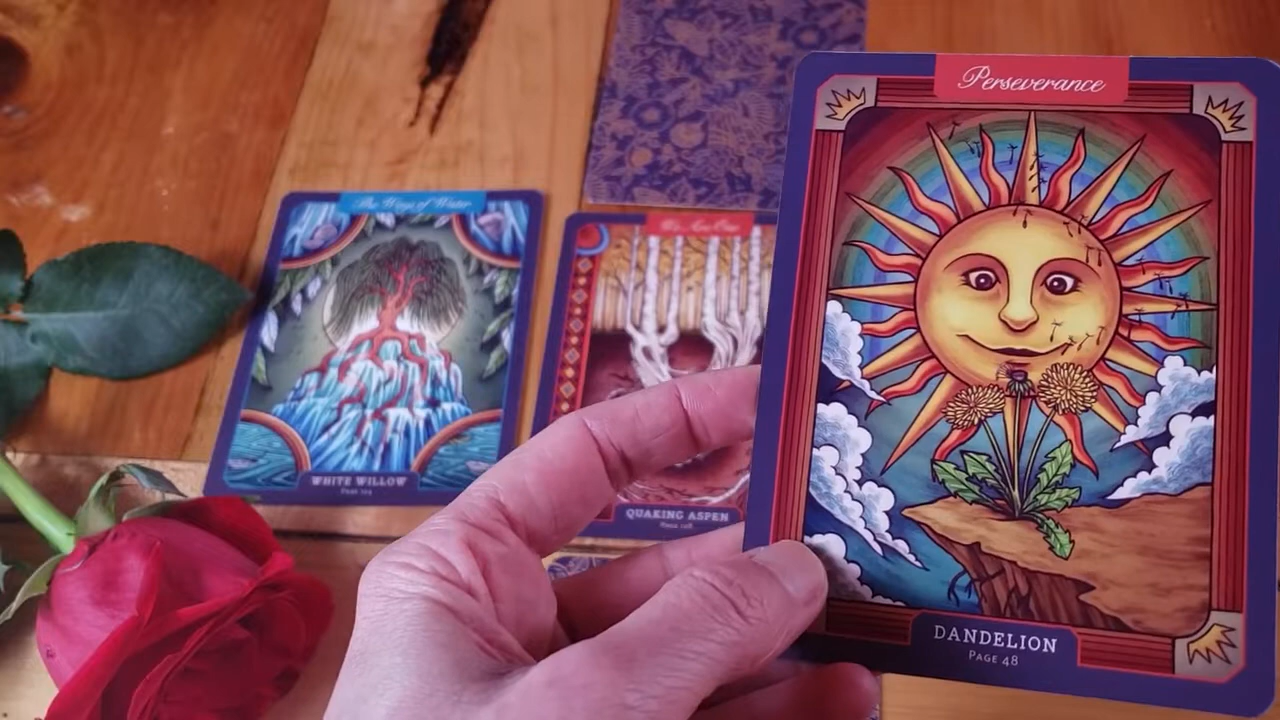 Perseverance
DANDELION
PAGE 48
The Ways of Water
WHITE WILLOW
We Are One
QUAKING ASPEN